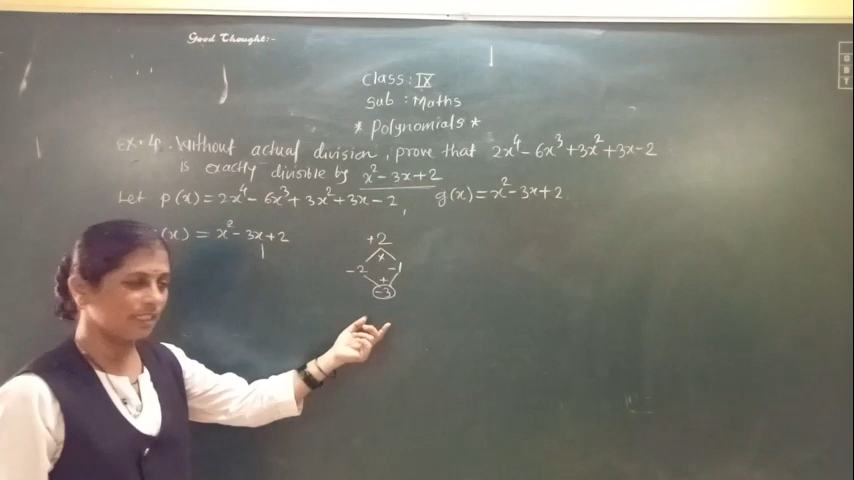 Good Thought:-
Class: IX
Sub : Maths
* Polynomials *
Ex. 4. Without actual division, prove that 2x⁴-6x³+3x²+3x-2
is exactly divisible by x²-3x+2
Let p(x)=2x⁴-6x³+3x²+3x-2, g(x)=x²-3x+2.
(x) = x²-3x+2
+2
×
-2 -1
+
-3
G
B
T